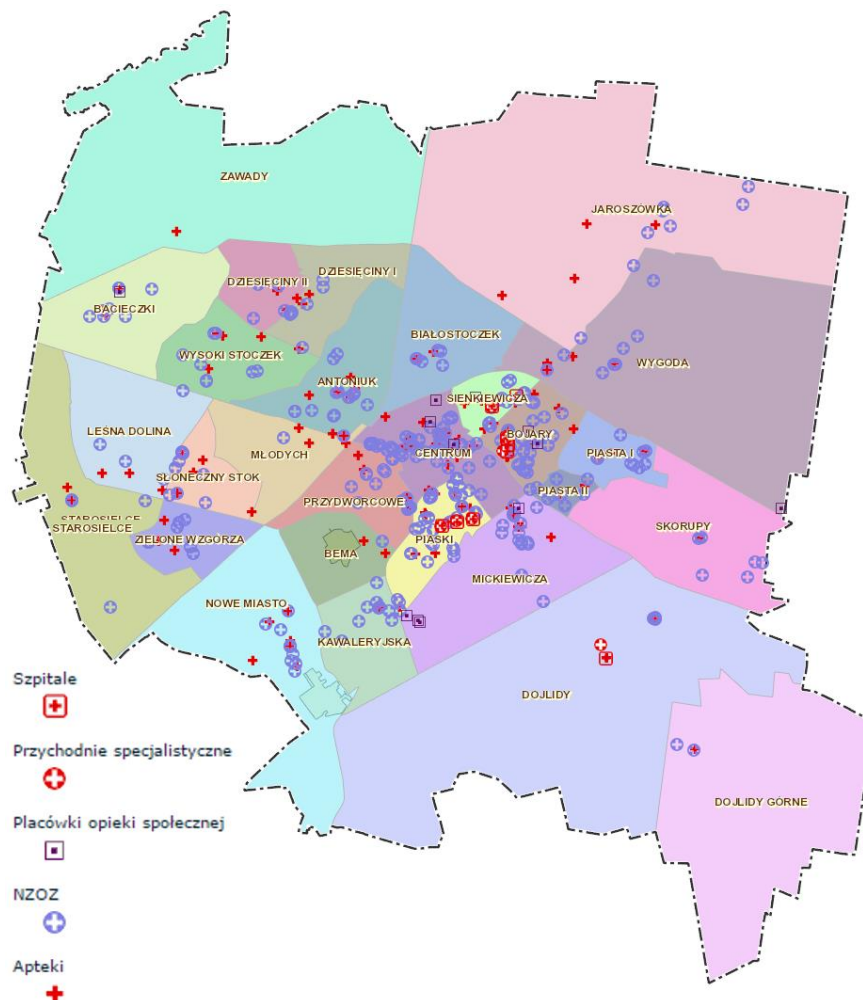 ZAWADY
JAROSZÓWKA
DZIESIĘCINY I
DZIESIĘCINY II
BACIECZKI
BIAŁOSTOCZEK
WYSOKI STOCZEK
WYGODA
ANTONIUK
SIENKIEWICZA
LEŚNA DOLINA
MŁODYCH
BOJARY
CENTRUM
PIASTA I
SŁONECZNY STOK
PIASTA II
PRZYDWORCOWE
STAROSIELCE
STAROSIELCE
SKORUPY
ZIELONE WZGÓRZA
PIASKI
BEMA
MICKIEWICZA
NOWE MIASTO
KAWALERYJSKA
DOJLIDY
DOJLIDY GÓRNE
Szpitale
Przychodnie specjalistyczne
Placówki opieki społecznej
NZOZ
Apteki